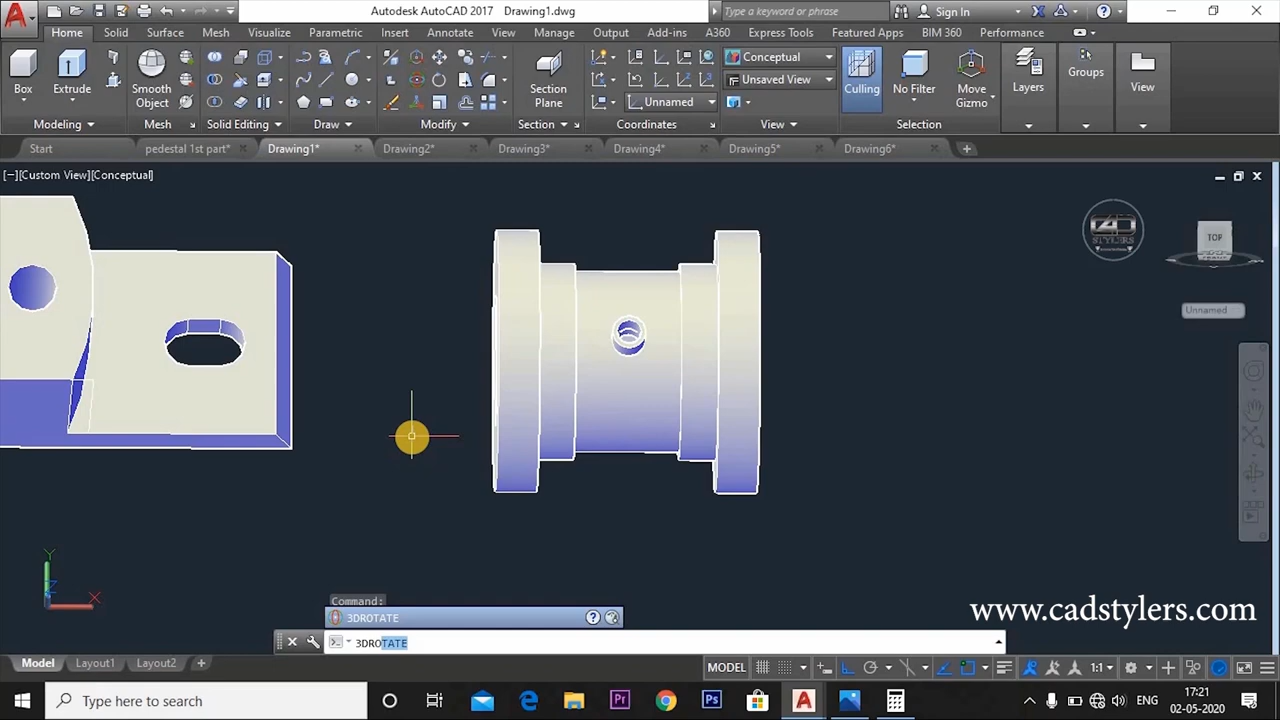 Autodesk AutoCAD 2017 Drawing1.dwg
Type a keyword or phrase
Sign In
Home Solid Surface Mesh Visualize Parametric Insert Annotate View Manage Output Add-ins A360 Express Tools Featured Apps BIM 360 Performance
Box Extrude Smooth Object Section Plane Unnamed Conceptual Unsaved View Culling No Filter Move Gizmo Layers Groups View
Modeling Mesh Solid Editing Draw Modify Section Coordinates View Selection
Start pedestal 1st part* Drawing1* Drawing2* Drawing3* Drawing4* Drawing5* Drawing6*
[−][Custom View][Conceptual]
CAD
STYLERS
TOP
FRONT
Unnamed
Y
Z
X
Command:
3DROTATE
www.cadstylers.com
3DROTATE
Model Layout1 Layout2 MODEL 1:1
Type here to search
Pr Ps ENG
17:21
02-05-2020